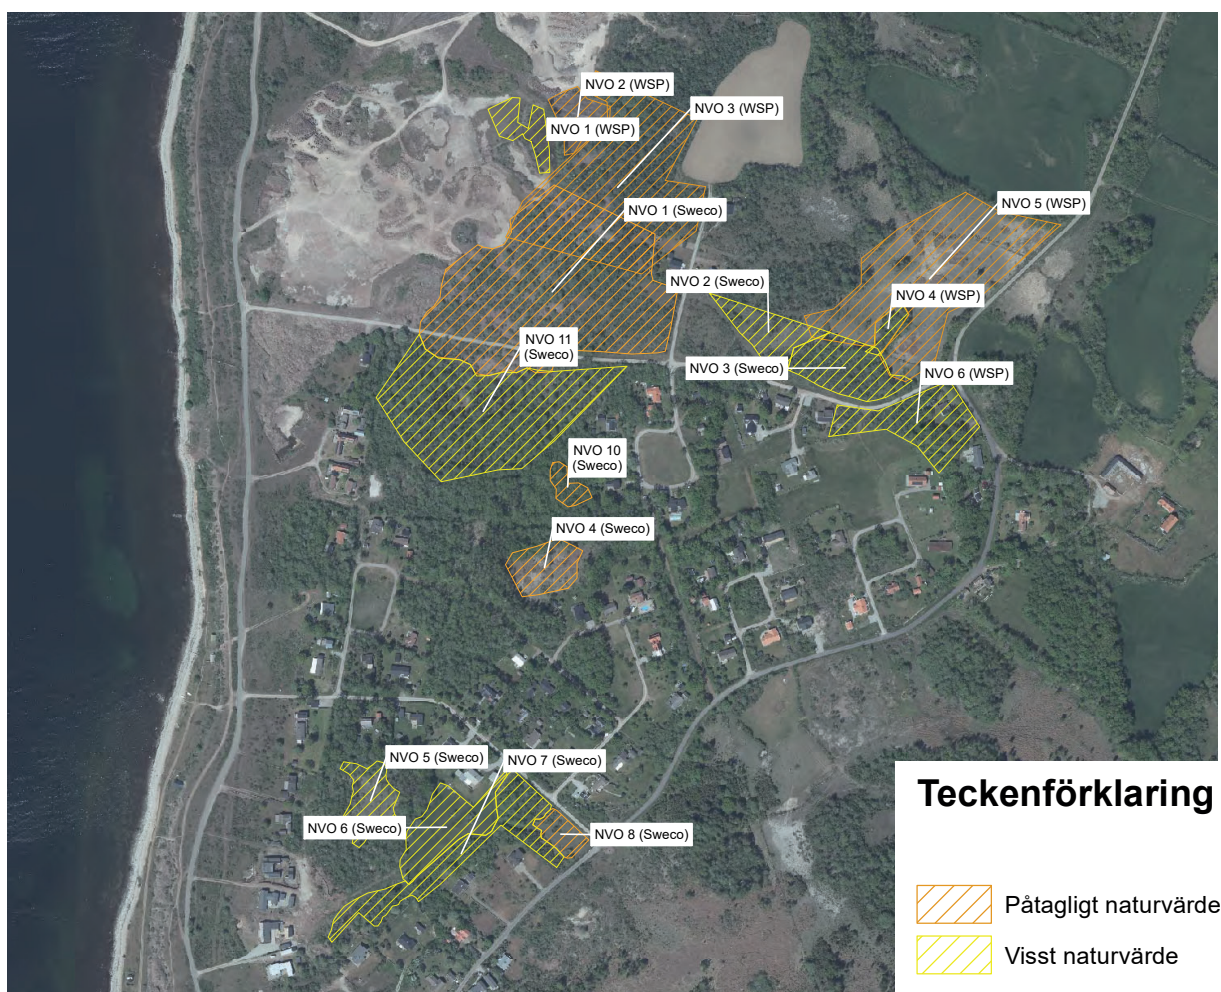 NVO 2 (WSP)
NVO 3 (WSP)
NVO 1 (WSP)
NVO 1 (Sweco)
NVO 5 (WSP)
NVO 2 (Sweco)
NVO 4 (WSP)
NVO 11
(Sweco)
NVO 3 (Sweco)
NVO 6 (WSP)
NVO 10
(Sweco)
NVO 4 (Sweco)
NVO 5 (Sweco)
NVO 7 (Sweco)
NVO 6 (Sweco)
NVO 8 (Sweco)
Teckenförklaring
Påtagligt naturvärde
Visst naturvärde